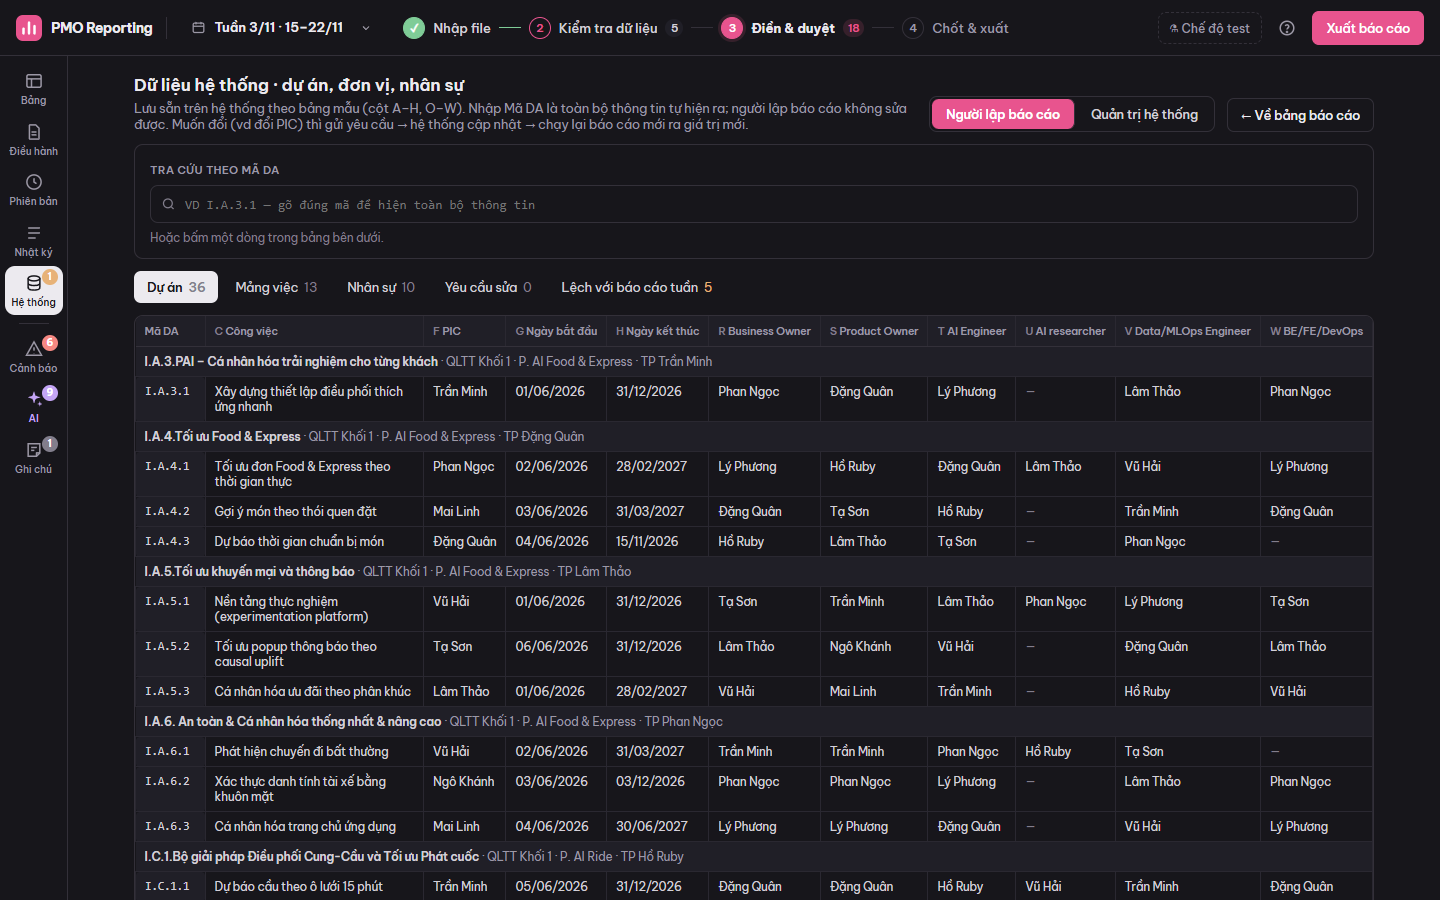 PMO Reporting
Tuần 3/11 · 15–22/11
Nhập file
2 Kiểm tra dữ liệu 5
3 Điền & duyệt 18
4 Chốt & xuất
Chế độ test
Xuất báo cáo
Bảng
Điều hành
Phiên bản
Nhật ký
1
Hệ thống
6
Cảnh báo
9
AI
1
Ghi chú
Dữ liệu hệ thống · dự án, đơn vị, nhân sự
Lưu sẵn trên hệ thống theo bảng mẫu (cột A–H, O–W). Nhập Mã DA là toàn bộ thông tin tự hiện ra; người lập báo cáo không sửa
được. Muốn đổi (vd đổi PIC) thì gửi yêu cầu → hệ thống cập nhật → chạy lại báo cáo mới ra giá trị mới.
Người lập báo cáo
Quản trị hệ thống
← Về bảng báo cáo
TRA CỨU THEO MÃ DA
VD I.A.3.1 — gõ đúng mã để hiện toàn bộ thông tin
Hoặc bấm một dòng trong bảng bên dưới.
Dự án 36
Mảng việc 13
Nhân sự 10
Yêu cầu sửa 0
Lệch với báo cáo tuần 5
Mã DA C Công việc F PIC G Ngày bắt đầu H Ngày kết thúc R Business Owner S Product Owner T AI Engineer U AI researcher V Data/MLOps Engineer W BE/FE/DevOps
I.A.3.PAI – Cá nhân hóa trải nghiệm cho từng khách · QLTT Khối 1 · P. AI Food & Express · TP Trần Minh
I.A.3.1 Xây dựng thiết lập điều phối thích Trần Minh 01/06/2026 31/12/2026 Phan Ngọc Đặng Quân Lý Phương — Lâm Thảo Phan Ngọc
ứng nhanh
I.A.4.Tối ưu Food & Express · QLTT Khối 1 · P. AI Food & Express · TP Đặng Quân
I.A.4.1 Tối ưu đơn Food & Express theo Phan Ngọc 02/06/2026 28/02/2027 Lý Phương Hồ Ruby Đặng Quân Lâm Thảo Vũ Hải Lý Phương
thời gian thực
I.A.4.2 Gợi ý món theo thói quen đặt Mai Linh 03/06/2026 31/03/2027 Đặng Quân Tạ Sơn Hồ Ruby — Trần Minh Đặng Quân
I.A.4.3 Dự báo thời gian chuẩn bị món Đặng Quân 04/06/2026 15/11/2026 Hồ Ruby Lâm Thảo Tạ Sơn — Phan Ngọc —
I.A.5.Tối ưu khuyến mại và thông báo · QLTT Khối 1 · P. AI Food & Express · TP Lâm Thảo
I.A.5.1 Nền tảng thực nghiệm Vũ Hải 01/06/2026 31/12/2026 Tạ Sơn Trần Minh Lâm Thảo Phan Ngọc Lý Phương Tạ Sơn
(experimentation platform)
I.A.5.2 Tối ưu popup thông báo theo Tạ Sơn 06/06/2026 31/12/2026 Lâm Thảo Ngô Khánh Vũ Hải — Đặng Quân Lâm Thảo
causal uplift
I.A.5.3 Cá nhân hóa ưu đãi theo phân khúc Lâm Thảo 01/06/2026 28/02/2027 Vũ Hải Mai Linh Trần Minh — Hồ Ruby Vũ Hải
I.A.6. An toàn & Cá nhân hóa thống nhất & nâng cao · QLTT Khối 1 · P. AI Food & Express · TP Phan Ngọc
I.A.6.1 Phát hiện chuyến đi bất thường Vũ Hải 02/06/2026 31/03/2027 Trần Minh Trần Minh Phan Ngọc Hồ Ruby Tạ Sơn —
I.A.6.2 Xác thực danh tính tài xế bằng Ngô Khánh 03/06/2026 03/12/2026 Phan Ngọc Phan Ngọc Lý Phương — Lâm Thảo Phan Ngọc
khuôn mặt
I.A.6.3 Cá nhân hóa trang chủ ứng dụng Mai Linh 04/06/2026 30/06/2027 Lý Phương Lý Phương Đặng Quân — Vũ Hải Lý Phương
I.C.1.Bộ giải pháp Điều phối Cung-Cầu và Tối ưu Phát cuốc · QLTT Khối 1 · P. AI Ride · TP Hồ Ruby
I.C.1.1 Dự báo cầu theo ô lưới 15 phút Trần Minh 05/06/2026 31/12/2026 Đặng Quân Đặng Quân Hồ Ruby Vũ Hải Trần Minh Đặng Quân